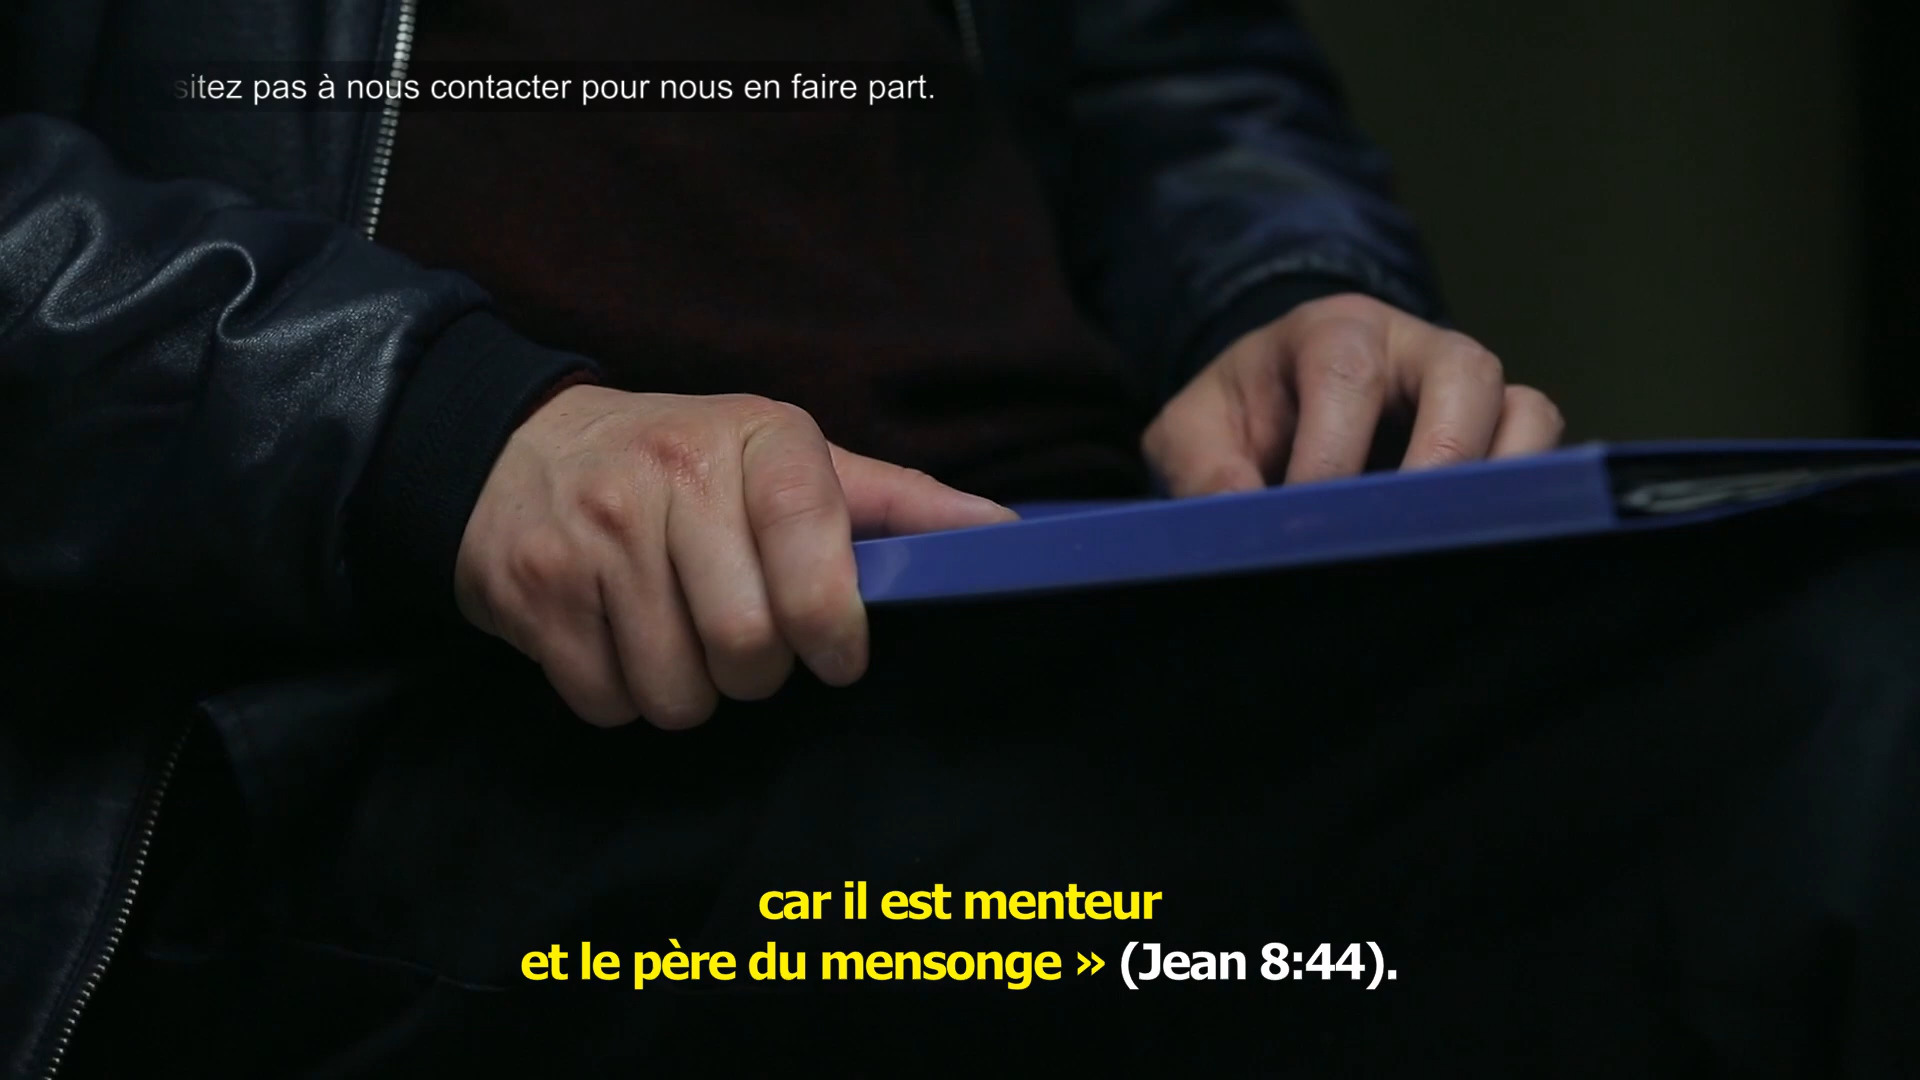 sitez pas à nous contacter pour nous en faire part.
car il est menteur
et le père du mensonge » (Jean 8:44).